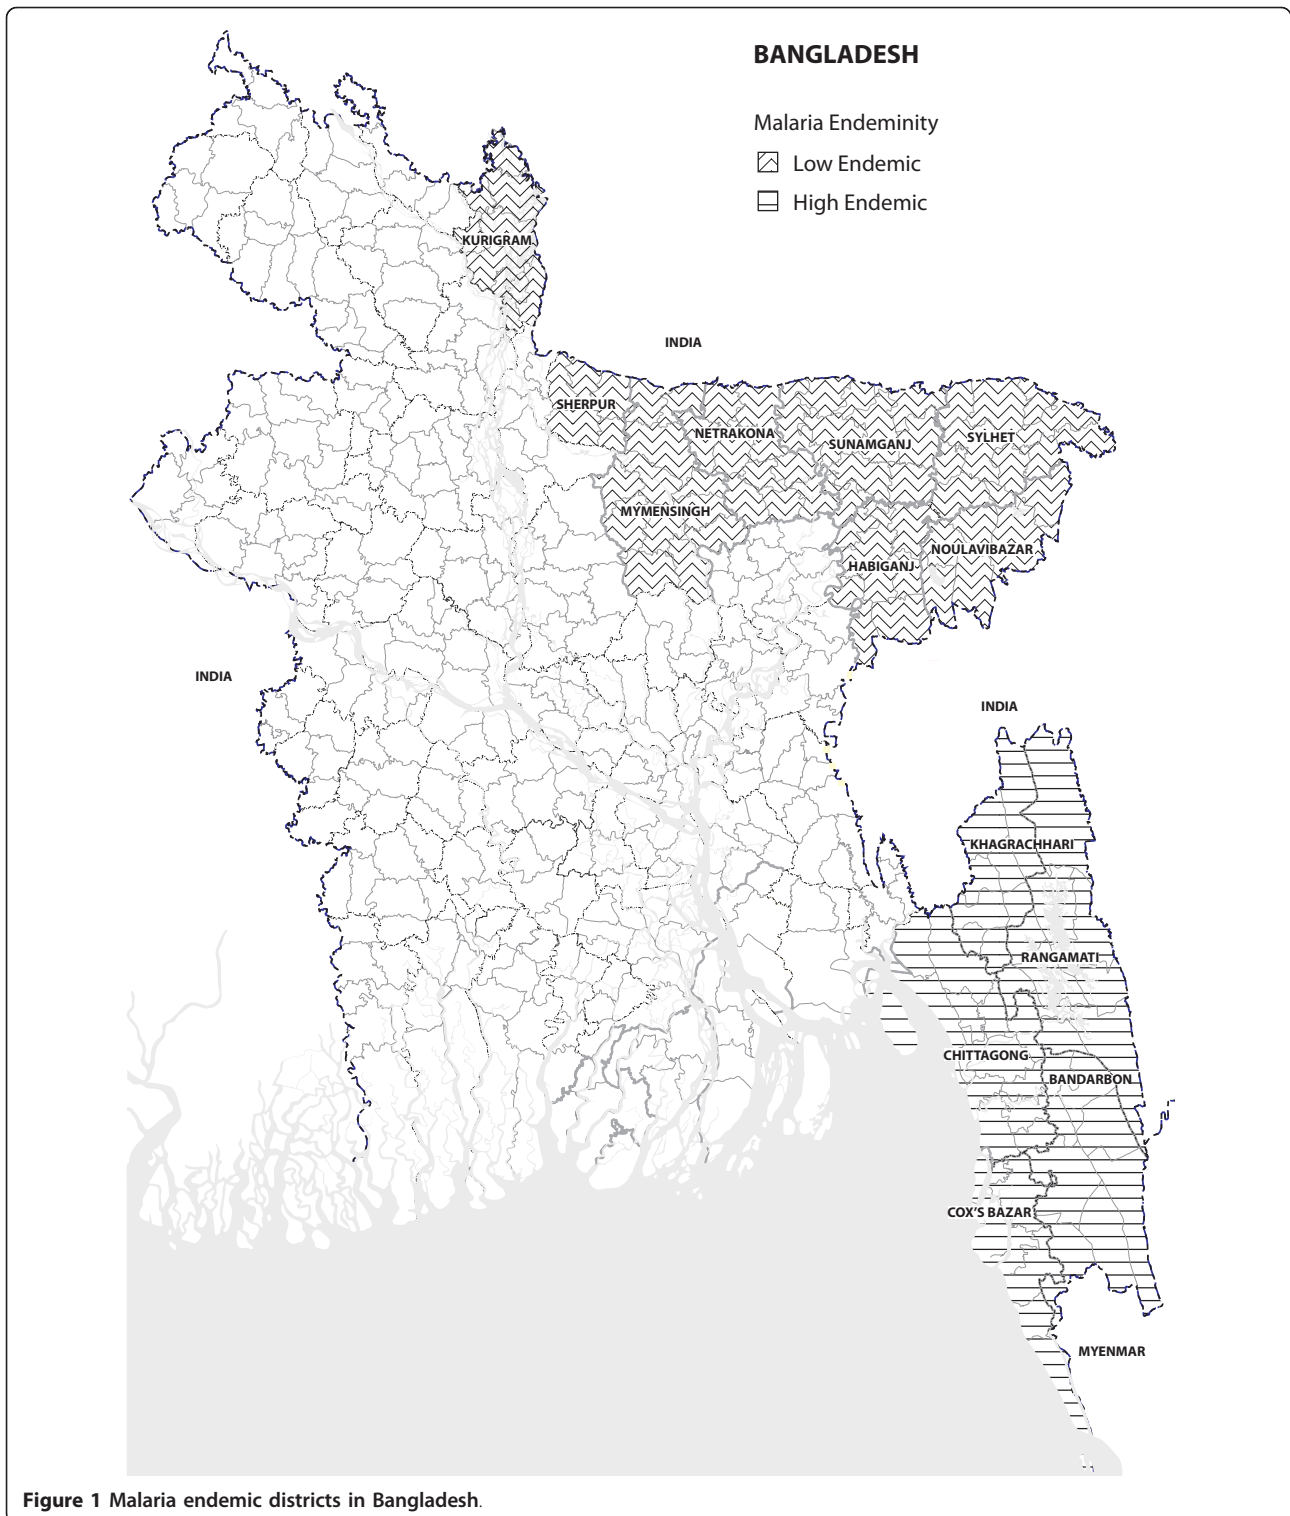 BANGLADESH
Malaria Endeminity
Low Endemic
High Endemic
KURIGRAM
INDIA
SHERPUR
NETRAKONA
SUNAMGANJ
SYLHET
MYMENSINGH
NOULAVIBAZAR
HABIGANJ
INDIA
INDIA
KHAGRACHHARI
RANGAMATI
CHITTAGONG
BANDARBON
COX'S BAZAR
MYENMAR
Figure 1 Malaria endemic districts in Bangladesh.